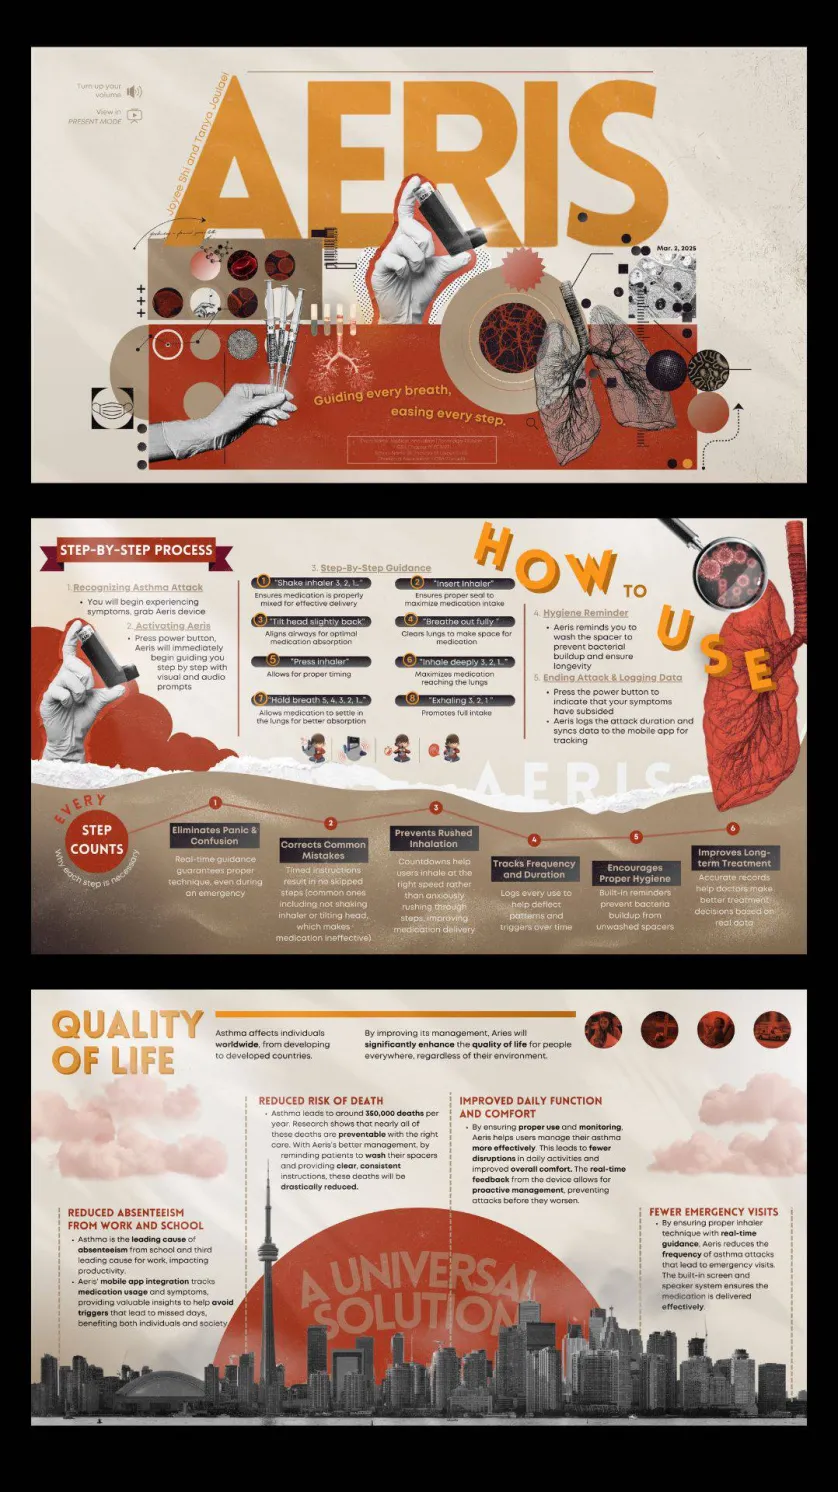 Turn up your
volume
View in
PRESENT MODE
Joyee Shi and Tanya Joulaei
AERIS
Mar. 2, 2025
Guiding every breath,
easing every step.
STEP-BY-STEP PROCESS
1. Recognizing Asthma Attack
• You will begin experiencing
symptoms, grab Aeris device
2. Activating Aeris
• Press power button,
Aeris will immediately
begin guiding you
step by step with
visual and audio
prompts
3. Step-By-Step Guidance
1 "Shake inhaler 3, 2, 1..."
Ensures medication is properly
mixed for effective delivery
2 "Insert Inhaler"
Ensures proper seal to
maximize medication intake
3 "Tilt head slightly back"
Aligns airways for optimal
medication absorption
4 "Breathe out fully"
Clears lungs to make space for
medication
5 "Press inhaler"
Allows for proper timing
6 "Inhale deeply 3, 2, 1..."
Maximizes medication
reaching the lungs
7 "Hold breath 5, 4, 3, 2, 1..."
Allows medication to settle in
the lungs for better absorption
8 "Exhaling 3, 2, 1"
Promotes full intake
HOW TO USE
4. Hygiene Reminder
• Aeris reminds you to
wash the spacer to
prevent bacterial
buildup and ensure
longevity
5. Ending Attack & Logging Data
• Press the power button to
indicate that your symptoms
have subsided
• Aeris logs the attack duration and
syncs data to the mobile app for
tracking
AERIS
EVERY
STEP
COUNTS
Why each step is necessary
1
Eliminates Panic &
Confusion
Real-time guidance
guarantees proper
technique, even during
an emergency
2
Corrects Common
Mistakes
Timed instructions
result in no skipped
steps (common ones
including not shaking
inhaler or tilting head,
which makes
medication ineffective)
3
Prevents Rushed
Inhalation
Countdowns help
users inhale at the
right speed rather
than anxiously
rushing through
steps, improving
medication delivery
4
Tracks Frequency
and Duration
Logs every use to
help deflect
patterns and
triggers over time
5
Encourages
Proper Hygiene
Built-in reminders
prevent bacteria
buildup from
unwashed spacers
6
Improves Long-
term Treatment
Accurate records
help doctors make
better treatment
decisions based on
real data
QUALITY
OF LIFE
Asthma affects individuals
worldwide, from developing
to developed countries.
By improving its management, Aries will
significantly enhance the quality of life for people
everywhere, regardless of their environment.
REDUCED RISK OF DEATH
• Asthma leads to around 350,000 deaths per
year. Research shows that nearly all of
these deaths are preventable with the right
care. With Aeris's better management, by
reminding patients to wash their spacers
and providing clear, consistent
instructions, these deaths will be
drastically reduced.
IMPROVED DAILY FUNCTION
AND COMFORT
• By ensuring proper use and monitoring,
Aeris helps users manage their asthma
more effectively. This leads to fewer
disruptions in daily activities and
improved overall comfort. The real-time
feedback from the device allows for
proactive management, preventing
attacks before they worsen.
REDUCED ABSENTEEISM
FROM WORK AND SCHOOL
• Asthma is the leading cause of
absenteeism from school and third
leading cause for work, impacting
productivity.
• Aeris' mobile app integration tracks
medication usage and symptoms,
providing valuable insights to help avoid
triggers that lead to missed days,
benefiting both individuals and society.
FEWER EMERGENCY VISITS
• By ensuring proper inhaler
technique with real-time
guidance, Aeris reduces the
frequency of asthma attacks
that lead to emergency visits.
The built-in screen and
speaker system ensures the
medication is delivered
effectively.
A UNIVERSAL
SOLUTION